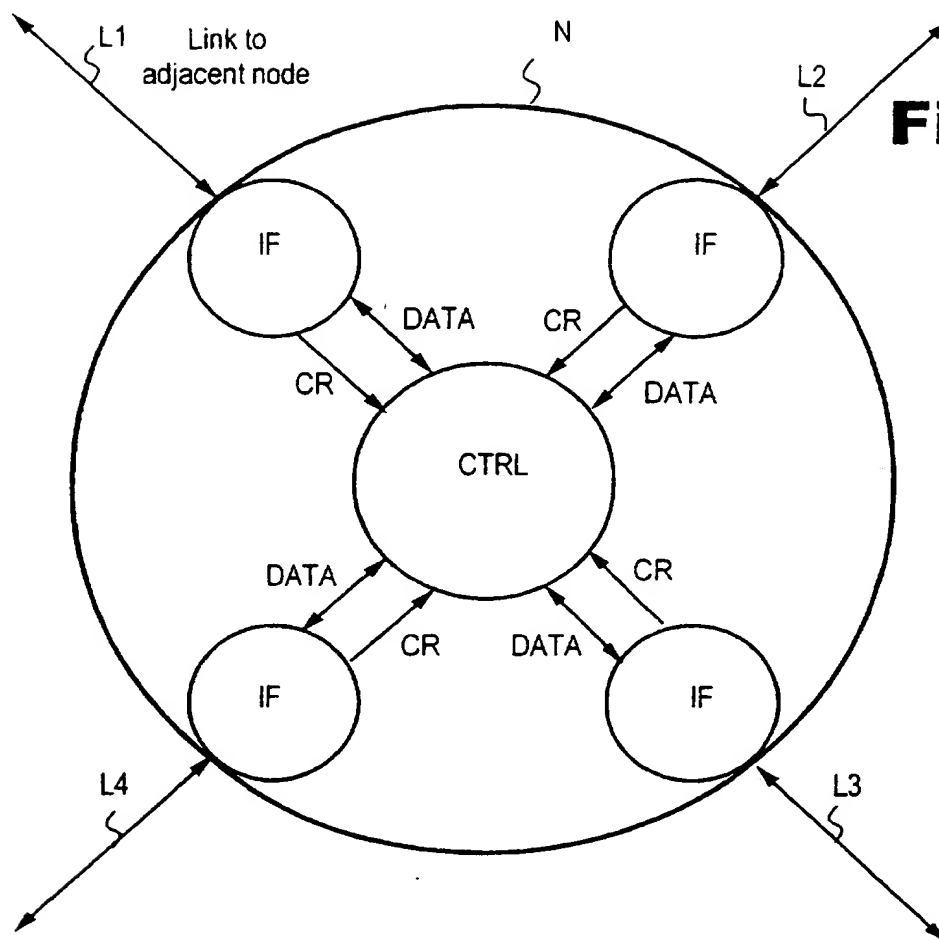 L1
Link to
adjacent node
N
L2
Fi
IF
IF
DATA
CR
CR
DATA
CTRL
DATA
CR
CR
DATA
IF
IF
L4
L3